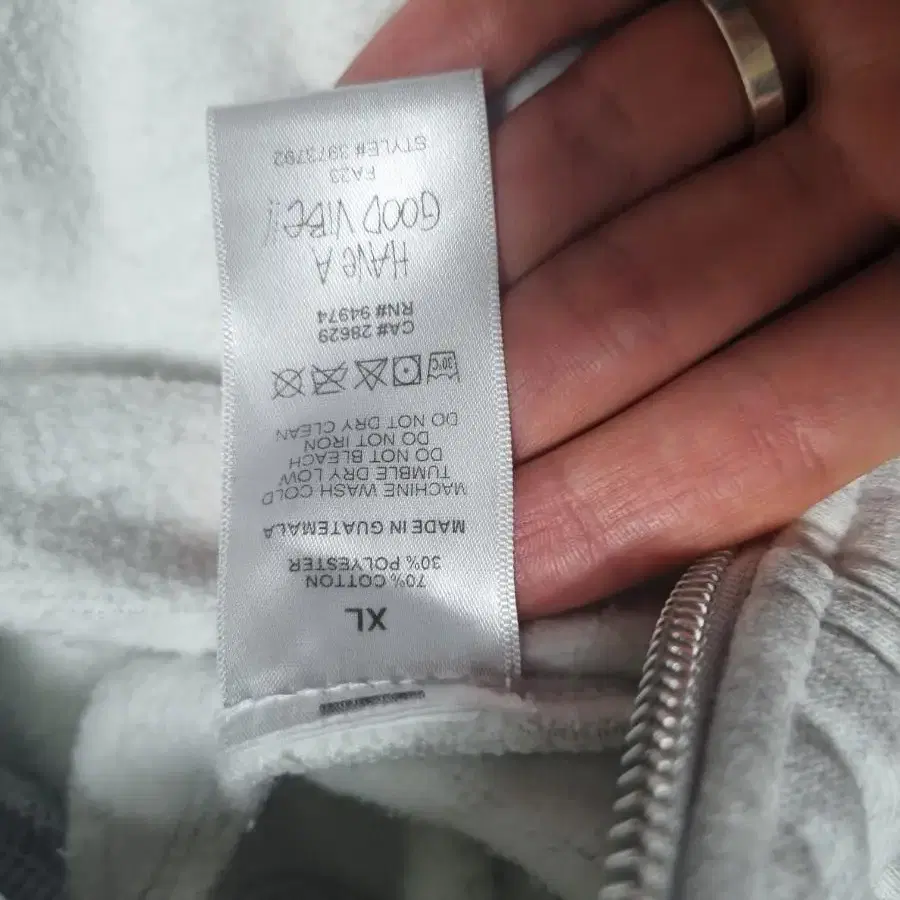 XL
70% COTTON
30% POLYESTER
MADE IN GUATEMALA
MACHINE WASH COLD
TUMBLE DRY LOW
DO NOT BLEACH
DO NOT IRON
DO NOT DRY CLEAN
30°C
CA# 28629
RN# 94974
HAVE A
GOOD VIBE!!
FA23
STYLE# 3973792